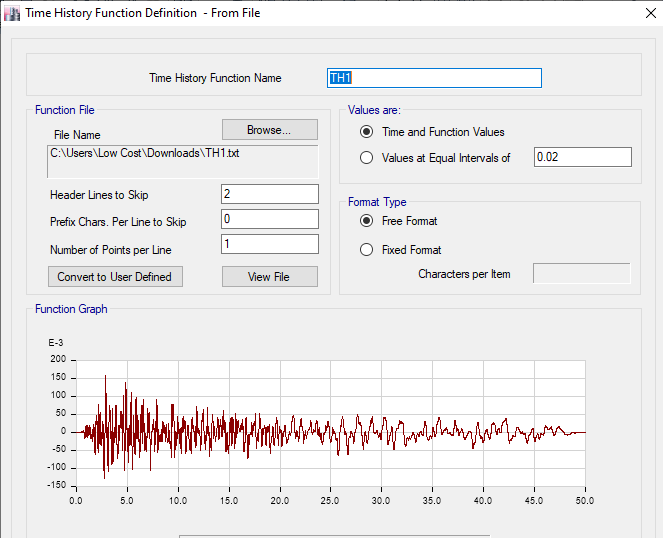 Time History Function Definition - From File
Time History Function Name TH1
Function File
File Name Browse...
C:\Users\Low Cost\Downloads\TH1.txt
Header Lines to Skip 2
Prefix Chars. Per Line to Skip 0
Number of Points per Line 1
Convert to User Defined View File
Values are:
Time and Function Values
Values at Equal Intervals of 0.02
Format Type
Free Format
Fixed Format
Characters per Item
Function Graph
E-3
200
150
100
50
0
-50
-100
-150
0.0 5.0 10.0 15.0 20.0 25.0 30.0 35.0 40.0 45.0 50.0